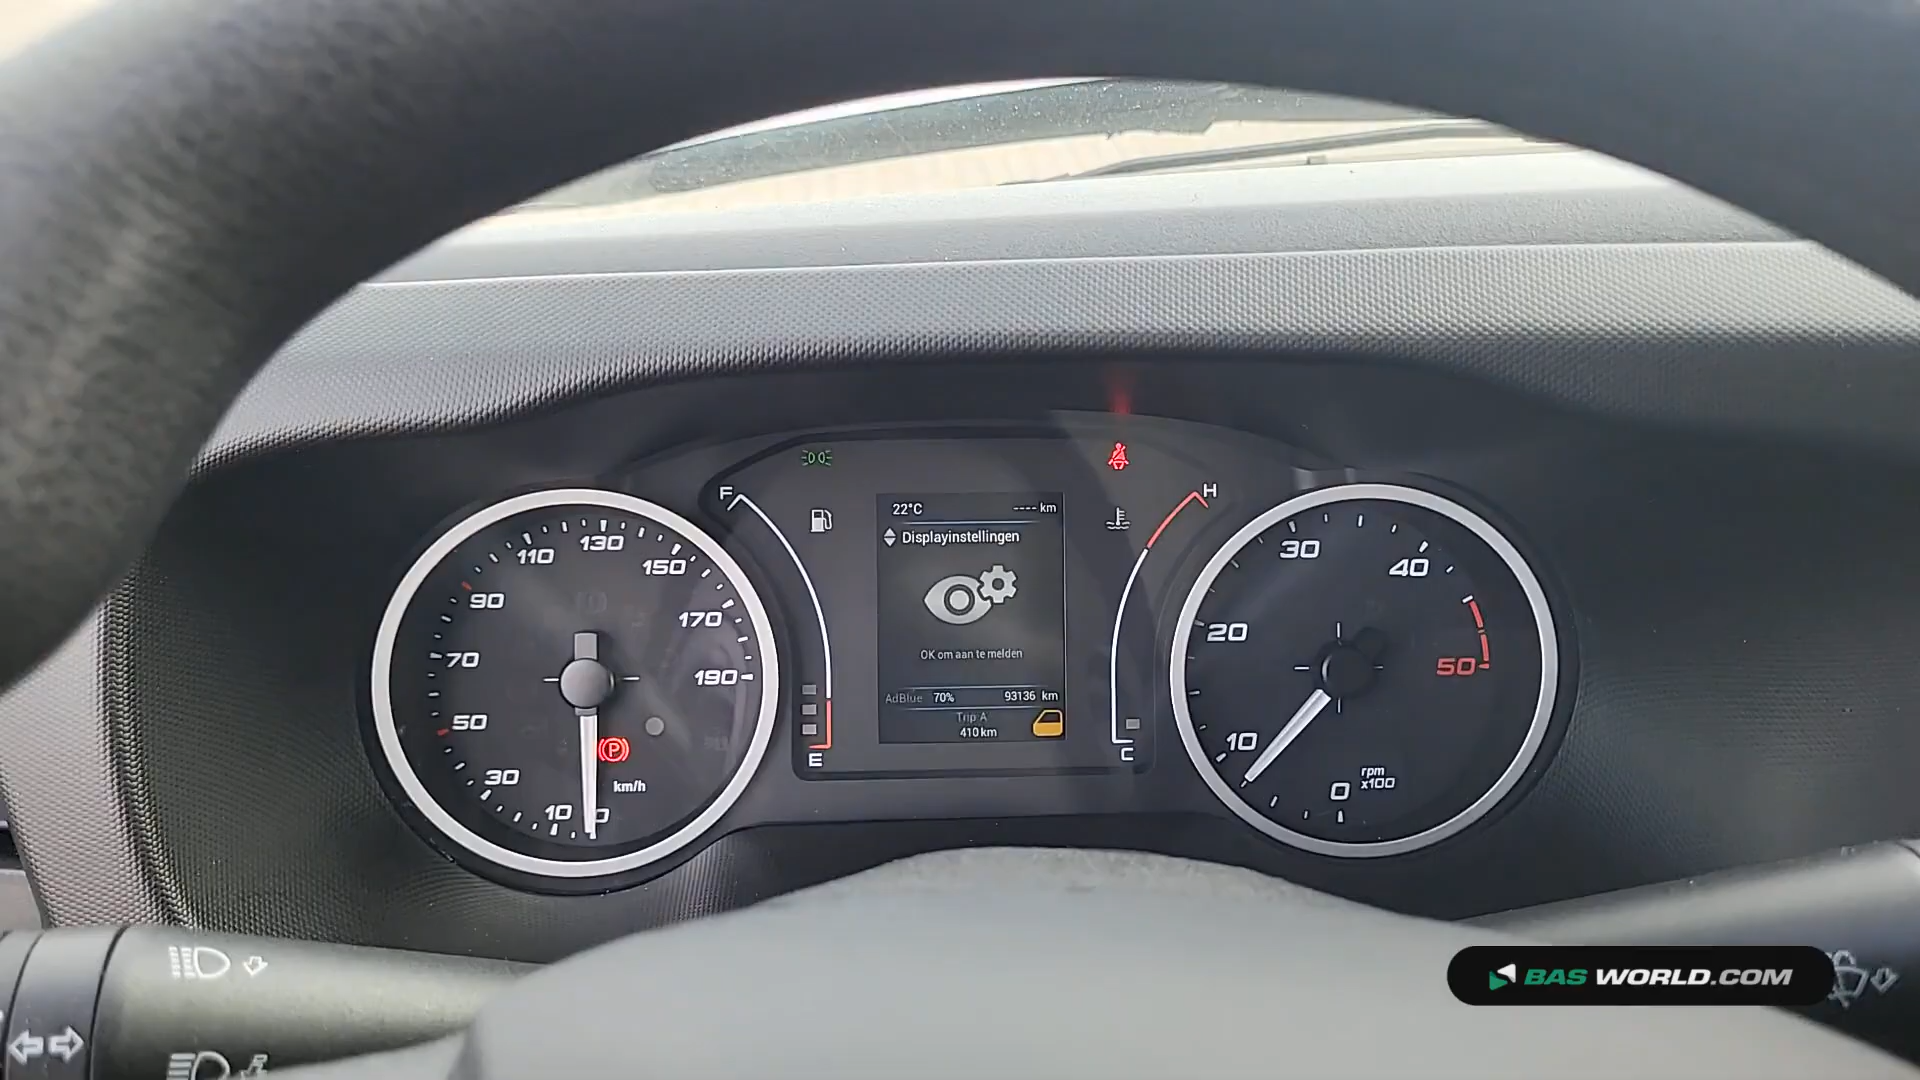 22°C ---- km
Displayinstellingen
OK om aan te melden
AdBlue 70% 93136 km
Trip A
410 km
F
E
H
C
0
10
30
50
70
90
110
130
150
170
190
km/h
P
0
10
20
30
40
50
rpm
x100
BAS WORLD.COM